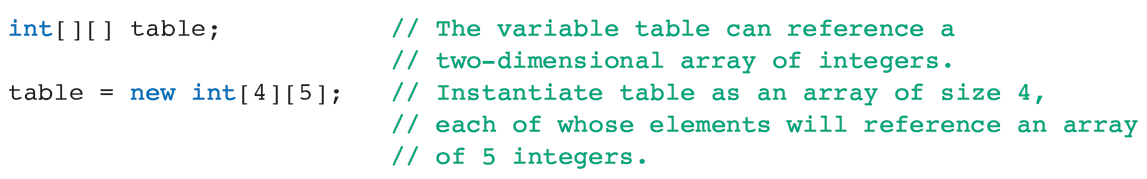 int[][] table; // The variable table can reference a
// two-dimensional array of integers.
table = new int[4][5]; // Instantiate table as an array of size 4,
// each of whose elements will reference an array
// of 5 integers.